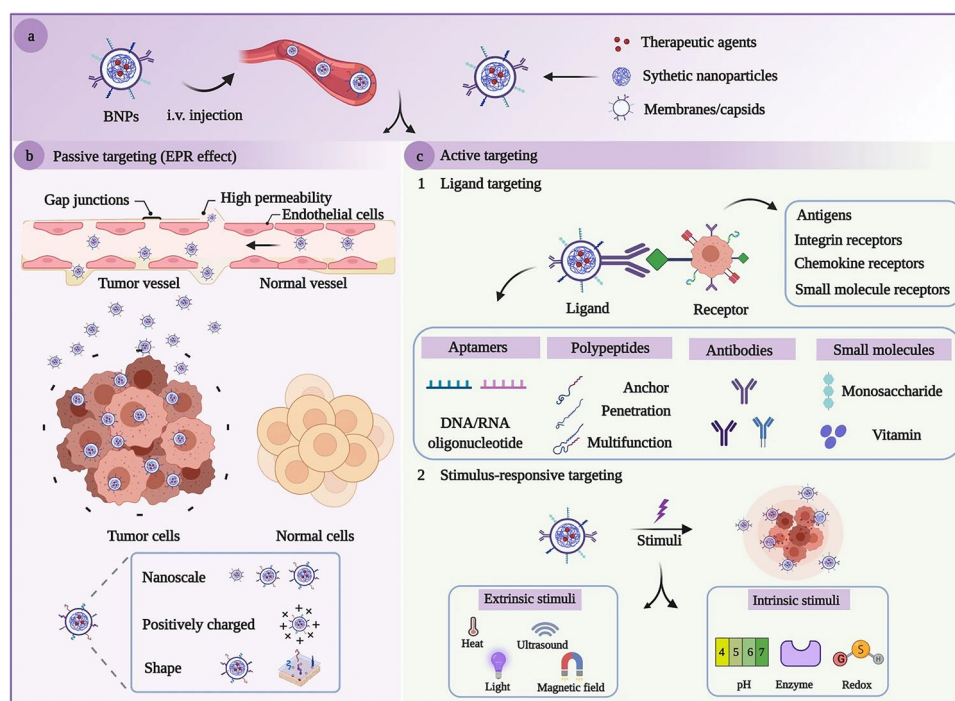 a
Therapeutic agents
Sythetic nanoparticles
Membranes/capsids
BNPs
i.v. injection
b
Passive targeting (EPR effect)
Gap junctions
High permeability
Endothelial cells
Tumor vessel
Normal vessel
Tumor cells
Normal cells
Nanoscale
Positively charged
Shape
c
Active targeting
1 Ligand targeting
Antigens
Integrin receptors
Chemokine receptors
Small molecule receptors
Ligand
Receptor
Aptamers
Polypeptides
Antibodies
Small molecules
DNA/RNA
oligonucleotide
Anchor
Penetration
Multifunction
Monosaccharide
Vitamin
2 Stimulus-responsive targeting
Stimuli
Extrinsic stimuli
Heat
Ultrasound
Light
Magnetic field
Intrinsic stimuli
4 5 6 7
G S H
pH
Enzyme
Redox